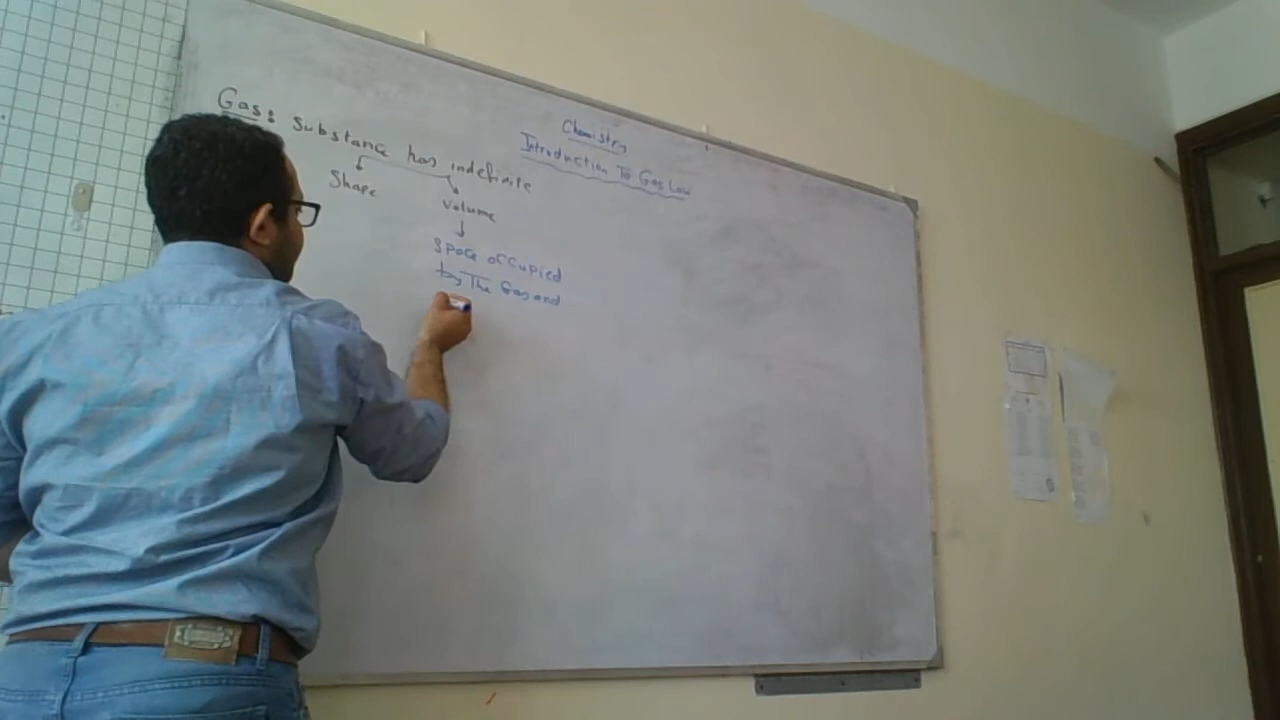 Chemistry
Introduction To Gas Law
Gas: Substance has indefinite
Shape
Volume
Space occupied
by The Gas and